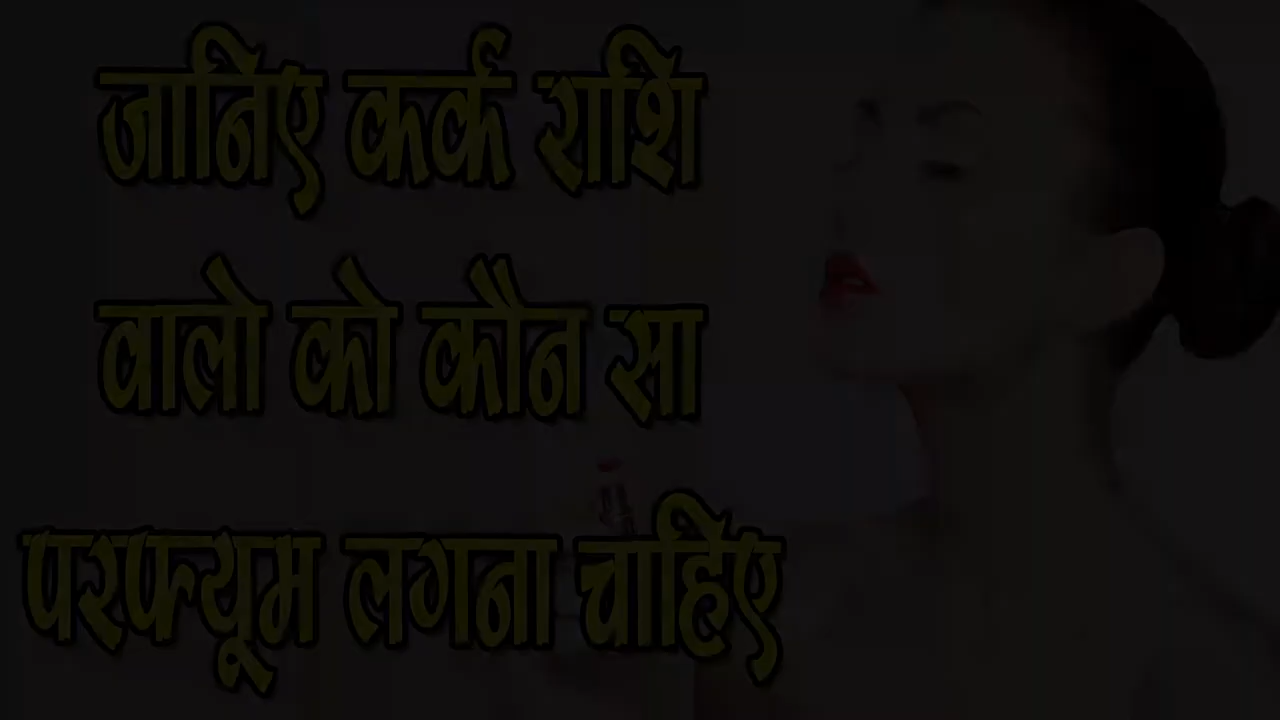 जानिए कर्क राशि
वालो को कौन सा
परफ्यूम लगना चाहिए